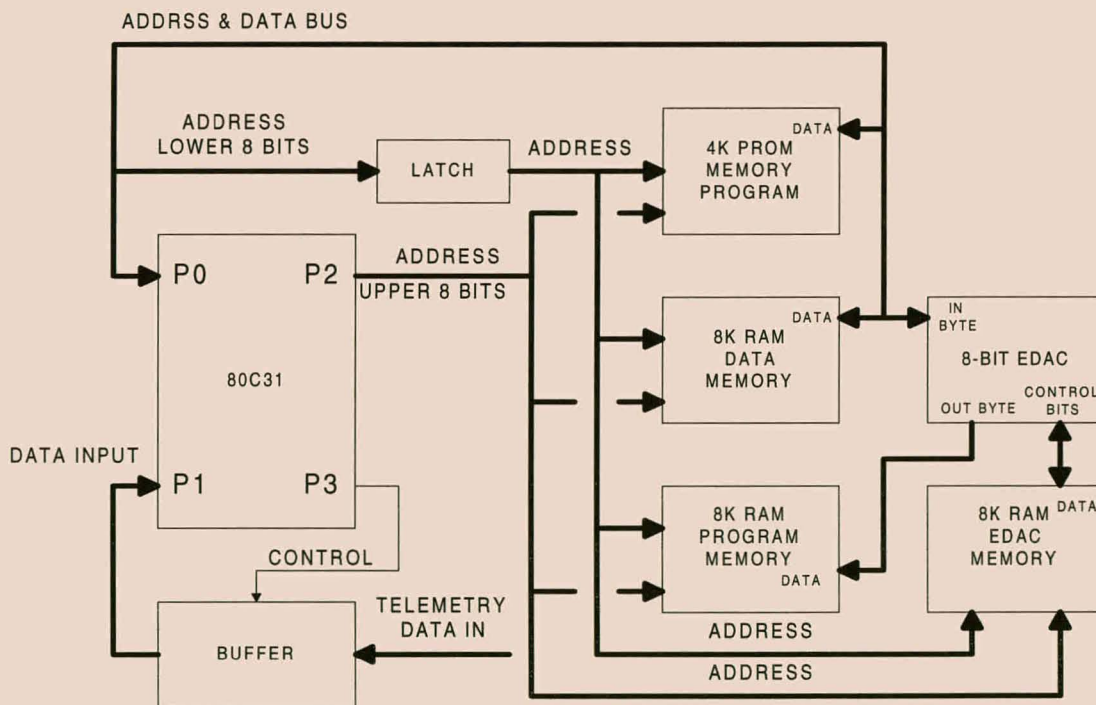 ADDRSS & DATA BUS
ADDRESS
LOWER 8 BITS
LATCH
ADDRESS
DATA
4K PROM
MEMORY
PROGRAM
P0
P2
ADDRESS
UPPER 8 BITS
80C31
DATA
8K RAM
DATA
MEMORY
IN
BYTE
8-BIT EDAC
OUT BYTE
CONTROL
BITS
DATA INPUT
P1
P3
8K RAM
PROGRAM
MEMORY
DATA
DATA
8K RAM
EDAC
MEMORY
CONTROL
BUFFER
TELEMETRY
DATA IN
ADDRESS
ADDRESS